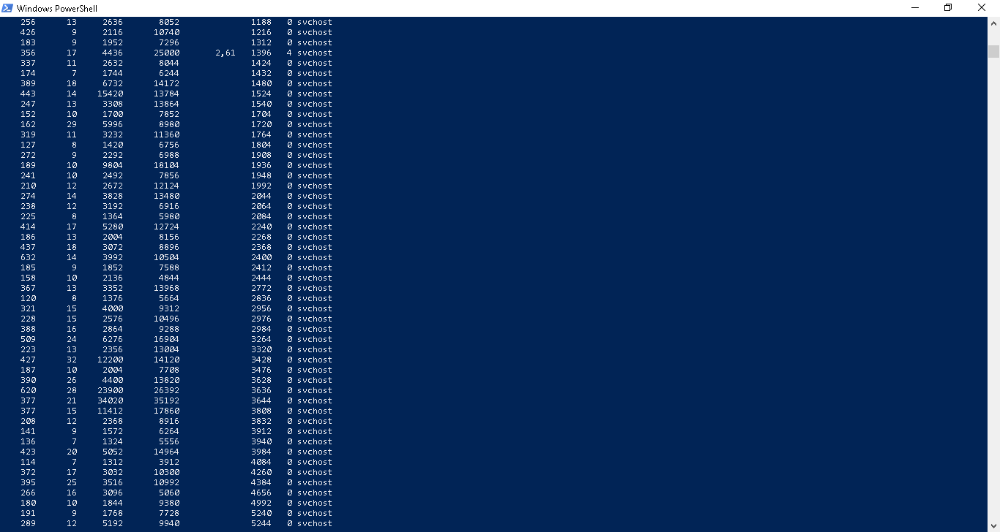 Windows PowerShell
256 13 2636 8052 1188 0 svchost
426 9 2116 10740 1216 0 svchost
183 9 1952 7296 1312 0 svchost
356 17 4436 25000 2,61 1396 4 svchost
337 11 2632 8044 1424 0 svchost
174 7 1744 6244 1432 0 svchost
389 18 6732 14172 1480 0 svchost
443 14 15420 13784 1524 0 svchost
247 13 3308 13864 1540 0 svchost
152 10 1700 7852 1704 0 svchost
162 29 5996 8980 1720 0 svchost
319 11 3232 11360 1764 0 svchost
127 8 1420 6756 1804 0 svchost
272 9 2292 6988 1908 0 svchost
189 10 9804 18104 1936 0 svchost
241 10 2492 7856 1948 0 svchost
210 12 2672 12124 1992 0 svchost
274 14 3828 13480 2044 0 svchost
238 12 3192 6916 2064 0 svchost
225 8 1364 5980 2084 0 svchost
414 17 5280 12724 2240 0 svchost
186 13 2004 8156 2268 0 svchost
437 18 3072 8896 2368 0 svchost
632 14 3992 10504 2400 0 svchost
185 9 1852 7588 2412 0 svchost
158 10 2136 4844 2444 0 svchost
367 13 3352 13968 2772 0 svchost
120 8 1376 5664 2836 0 svchost
321 15 4000 9312 2956 0 svchost
228 15 2576 10496 2976 0 svchost
388 16 2864 9288 2984 0 svchost
509 24 6276 16904 3264 0 svchost
223 13 2356 13004 3320 0 svchost
427 32 12200 14120 3428 0 svchost
187 10 2004 7708 3476 0 svchost
390 26 4400 13820 3628 0 svchost
620 28 23900 26392 3636 0 svchost
377 21 34020 35192 3644 0 svchost
377 15 11412 17860 3808 0 svchost
208 12 2368 8916 3832 0 svchost
141 9 1572 6264 3912 0 svchost
136 7 1324 5556 3940 0 svchost
423 20 5052 14964 3984 0 svchost
114 7 1312 3912 4084 0 svchost
372 17 3032 10300 4260 0 svchost
395 25 3516 10992 4384 0 svchost
266 16 3096 5060 4656 0 svchost
180 10 1844 9380 4992 0 svchost
191 9 1768 7728 5240 0 svchost
289 12 5192 9940 5244 0 svchost